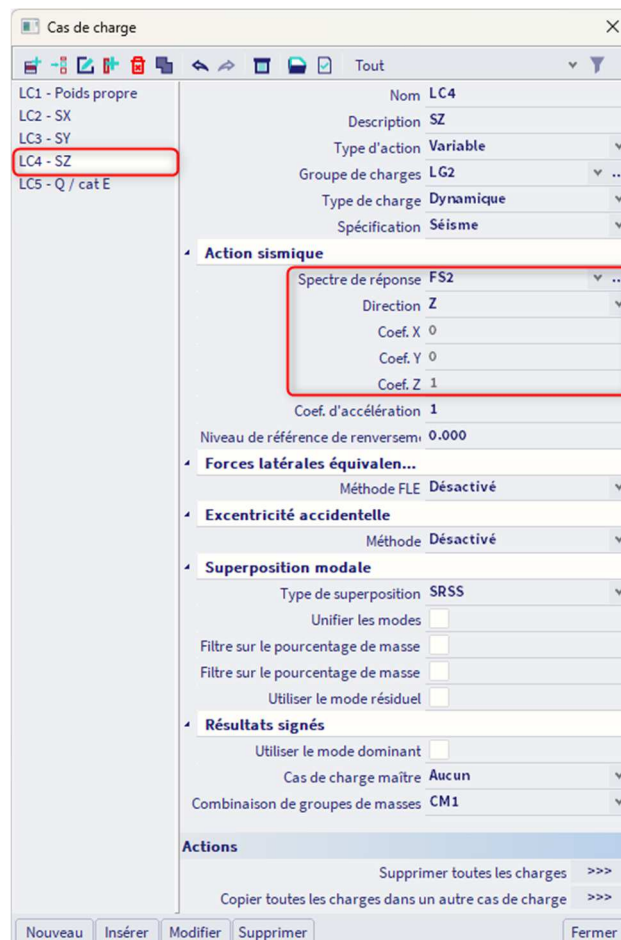 Cas de charge
Tout
LC1 - Poids propre
LC2 - SX
LC3 - SY
LC4 - SZ
LC5 - Q / cat E
Nom LC4
Description SZ
Type d'action Variable
Groupe de charges LG2
Type de charge Dynamique
Spécification Séisme
Action sismique
Spectre de réponse FS2
Direction Z
Coef. X 0
Coef. Y 0
Coef. Z 1
Coef. d'accélération 1
Niveau de référence de renversem 0.000
Forces latérales équivalen...
Méthode FLE Désactivé
Excentricité accidentelle
Méthode Désactivé
Superposition modale
Type de superposition SRSS
Unifier les modes
Filtre sur le pourcentage de masse
Filtre sur le pourcentage de masse
Utiliser le mode résiduel
Résultats signés
Utiliser le mode dominant
Cas de charge maître Aucun
Combinaison de groupes de masses CM1
Actions
Supprimer toutes les charges >>>
Copier toutes les charges dans un autre cas de charge >>>
Nouveau Insérer Modifier Supprimer Fermer